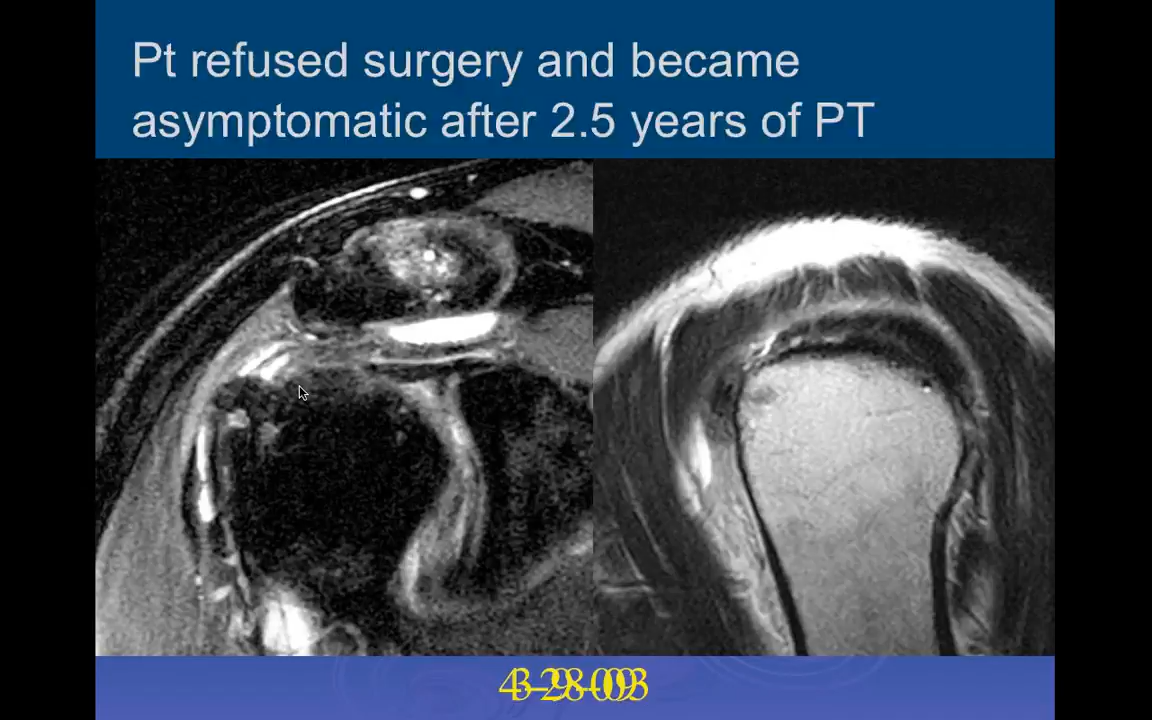 Pt refused surgery and became
asymptomatic after 2.5 years of PT